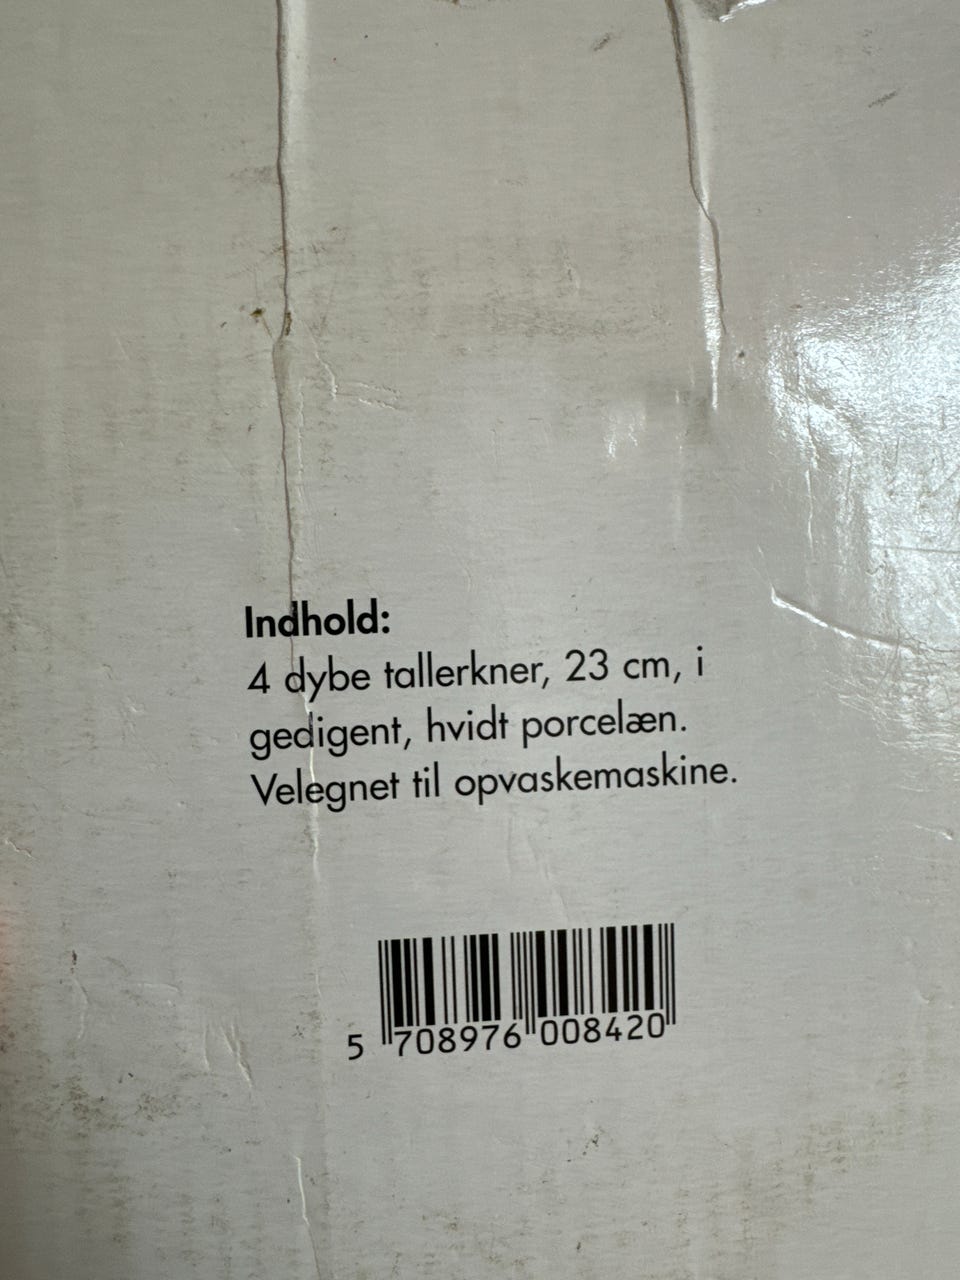 Indhold:
4 dybe tallerkner, 23 cm, i
gedigent, hvidt porcelæn.
Velegnet til opvaskemaskine.
5 708976 008420